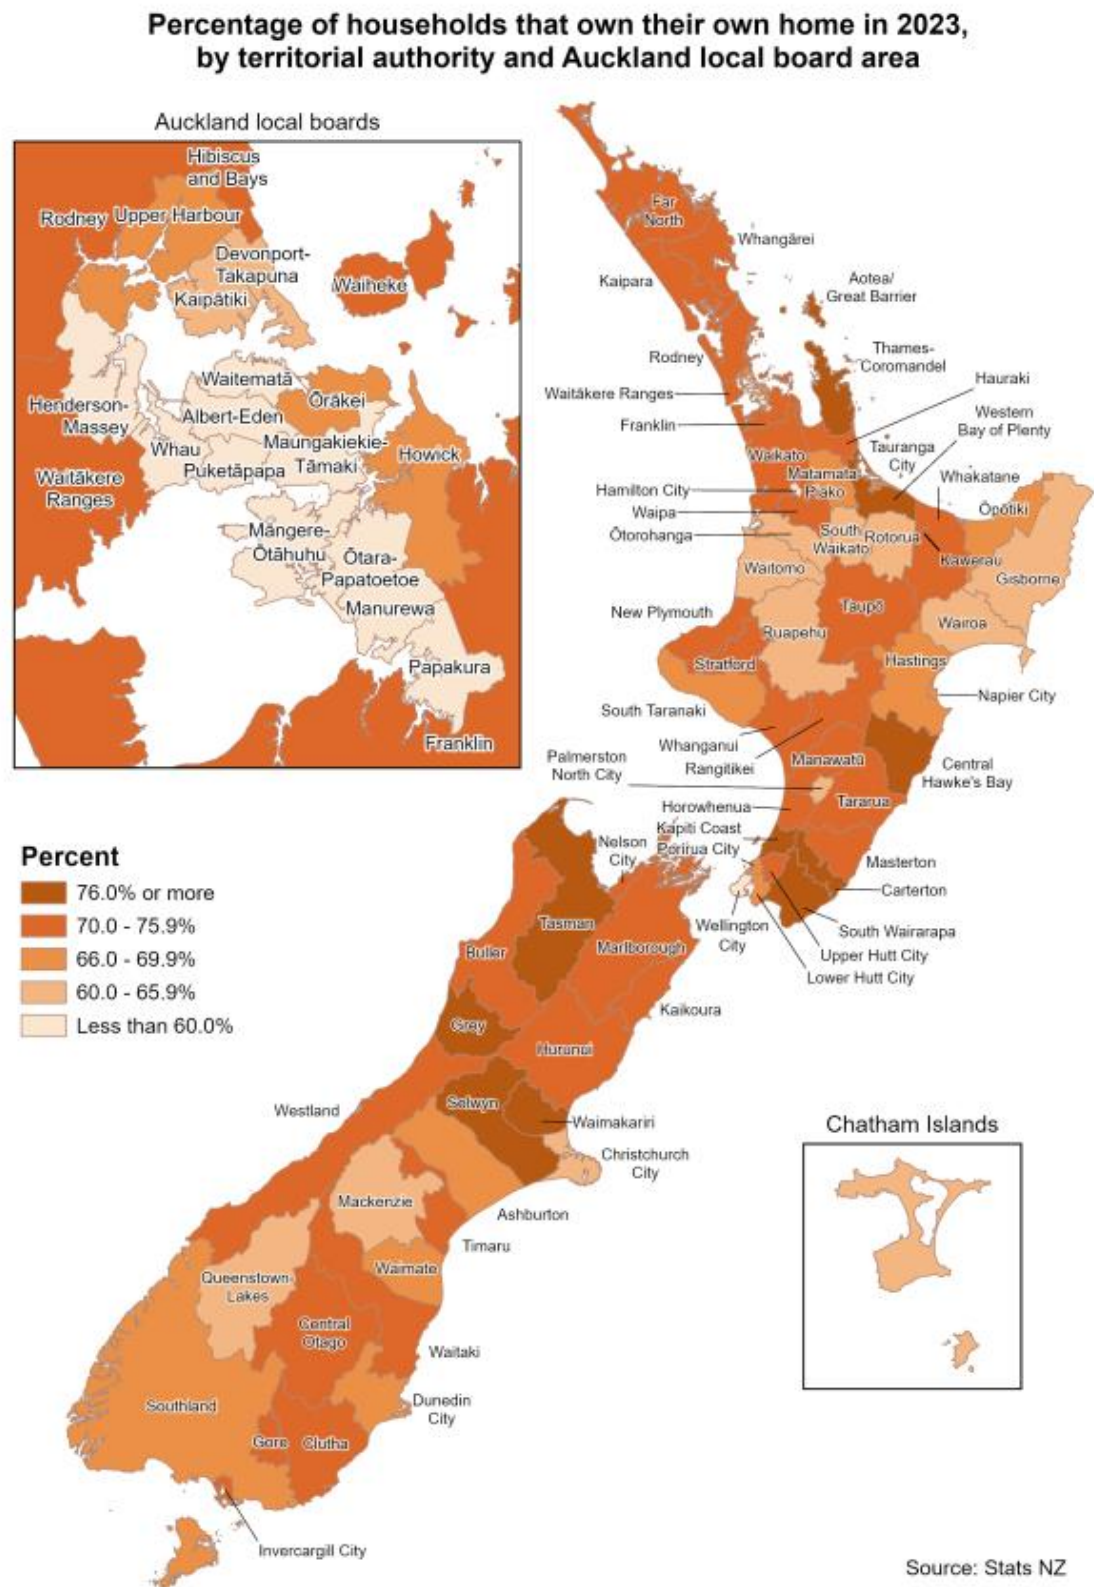 Percentage of households that own their own home in 2023,
by territorial authority and Auckland local board area
Auckland local boards
Hibiscus
and Bays
Rodney
Upper Harbour
Devonport-
Takapuna
Kaipātiki
Waiheke
Waitematā
Ōrākei
Albert-Eden
Henderson-
Massey
Whau
Maungakiekie-
Tāmaki
Puketāpapa
Howick
Waitākere
Ranges
Māngere-
Ōtāhuhu
Ōtara-
Papatoetoe
Manurewa
Papakura
Franklin
Far
North
Whangārei
Kaipara
Aotea/
Great Barrier
Rodney
Thames-
Coromandel
Waitākere Ranges
Hauraki
Franklin
Western
Bay of Plenty
Waikato
Tauranga
City
Matamata
Piako
Whakatane
Hamilton City
Ōpōtiki
Waipa
Ōtorohanga
South
Waikato
Rotorua
Kawerau
Waitomo
Gisborne
New Plymouth
Taupō
Ruapehu
Wairoa
Stratford
Hastings
Napier City
South Taranaki
Whanganui
Rangitikei
Manawatū
Central
Hawke's Bay
Palmerston
North City
Tararua
Horowhenua
Kapiti Coast
Porirua City
Nelson
City
Masterton
Carterton
Wellington
City
South Wairarapa
Upper Hutt City
Lower Hutt City
Percent
76.0% or more
70.0 - 75.9%
66.0 - 69.9%
60.0 - 65.9%
Less than 60.0%
Tasman
Buller
Marlborough
Kaikoura
Grey
Hurunui
Westland
Selwyn
Waimakariri
Christchurch
City
Mackenzie
Ashburton
Timaru
Waimate
Queenstown-
Lakes
Central
Otago
Waitaki
Southland
Dunedin
City
Gore
Clutha
Invercargill City
Chatham Islands
Source: Stats NZ